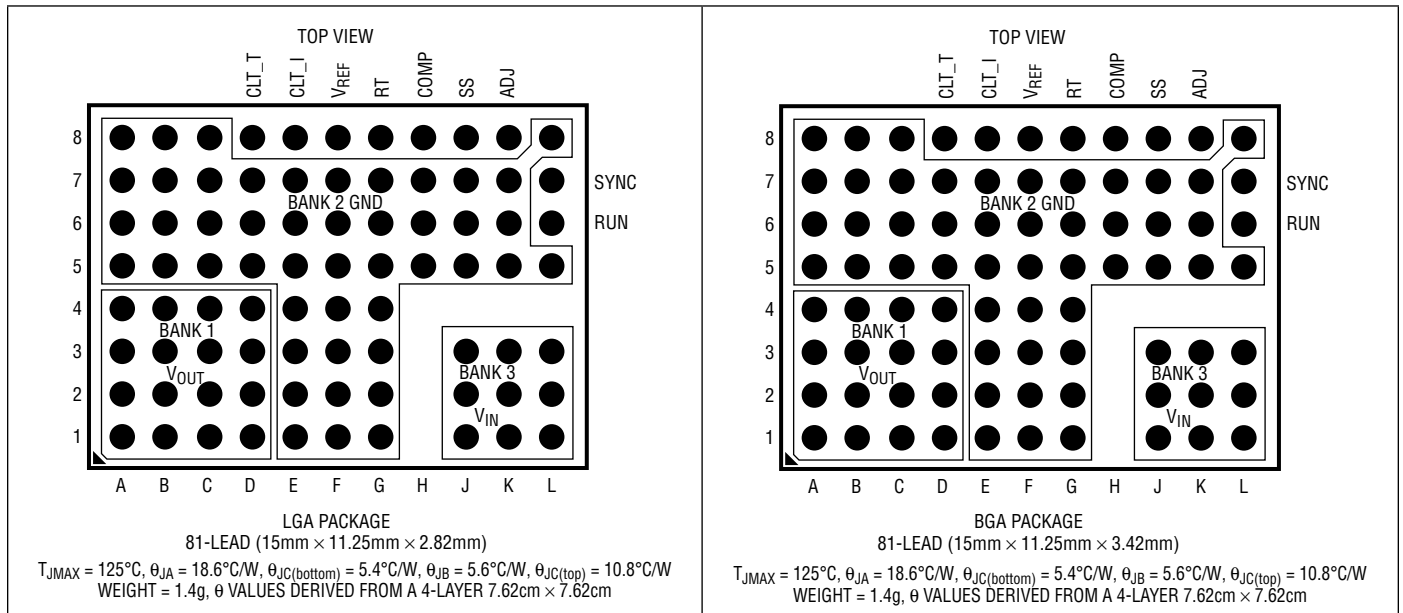 TOP VIEW
CLT_T CLT_I VREF RT COMP SS ADJ
8
7 SYNC
BANK 2 GND
6 RUN
5
4
BANK 1
3
VOUT BANK 3
2
VIN
1
A B C D E F G H J K L
LGA PACKAGE
81-LEAD (15mm × 11.25mm × 2.82mm)
TJMAX = 125°C, θJA = 18.6°C/W, θJC(bottom) = 5.4°C/W, θJB = 5.6°C/W, θJC(top) = 10.8°C/W
WEIGHT = 1.4g, θ VALUES DERIVED FROM A 4-LAYER 7.62cm × 7.62cm
TOP VIEW
CLT_T CLT_I VREF RT COMP SS ADJ
8
7 SYNC
BANK 2 GND
6 RUN
5
4
BANK 1
3
VOUT BANK 3
2
VIN
1
A B C D E F G H J K L
BGA PACKAGE
81-LEAD (15mm × 11.25mm × 3.42mm)
TJMAX = 125°C, θJA = 18.6°C/W, θJC(bottom) = 5.4°C/W, θJB = 5.6°C/W, θJC(top) = 10.8°C/W
WEIGHT = 1.4g, θ VALUES DERIVED FROM A 4-LAYER 7.62cm × 7.62cm